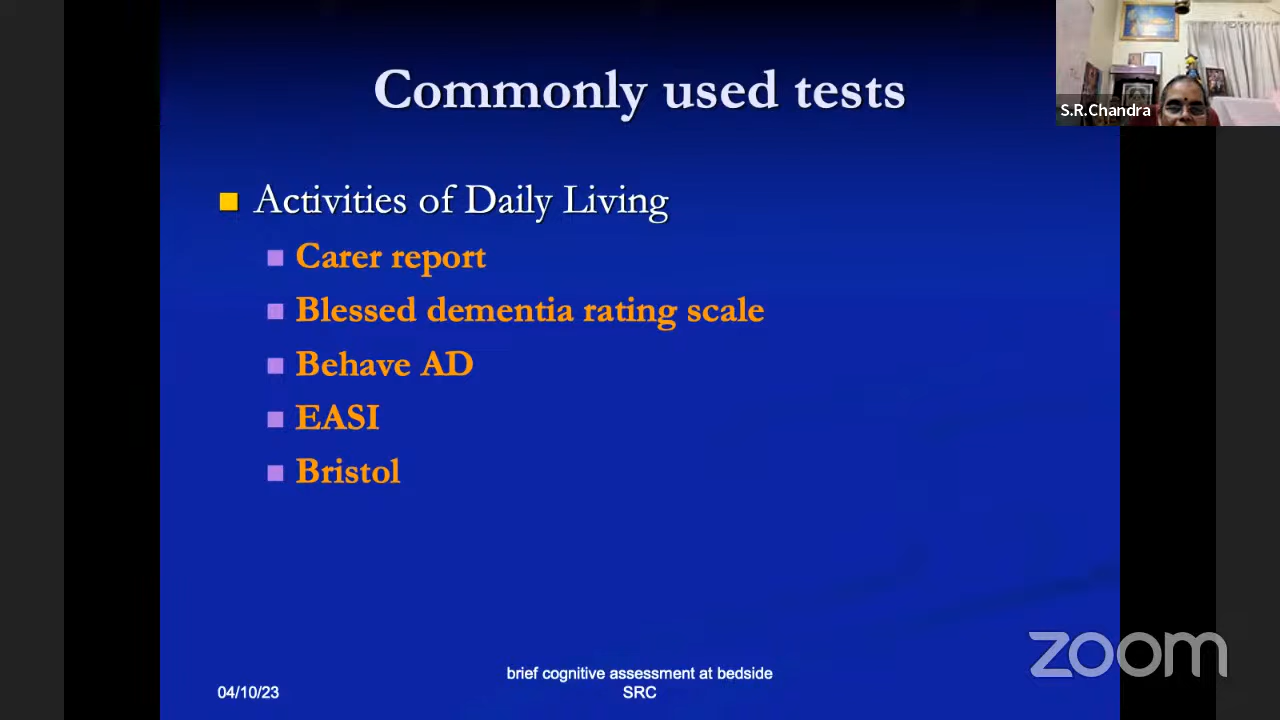 Commonly used tests
S.R.Chandra
Activities of Daily Living
Carer report
Blessed dementia rating scale
Behave AD
EASI
Bristol
zoom
brief cognitive assessment at bedside
04/10/23
SRC